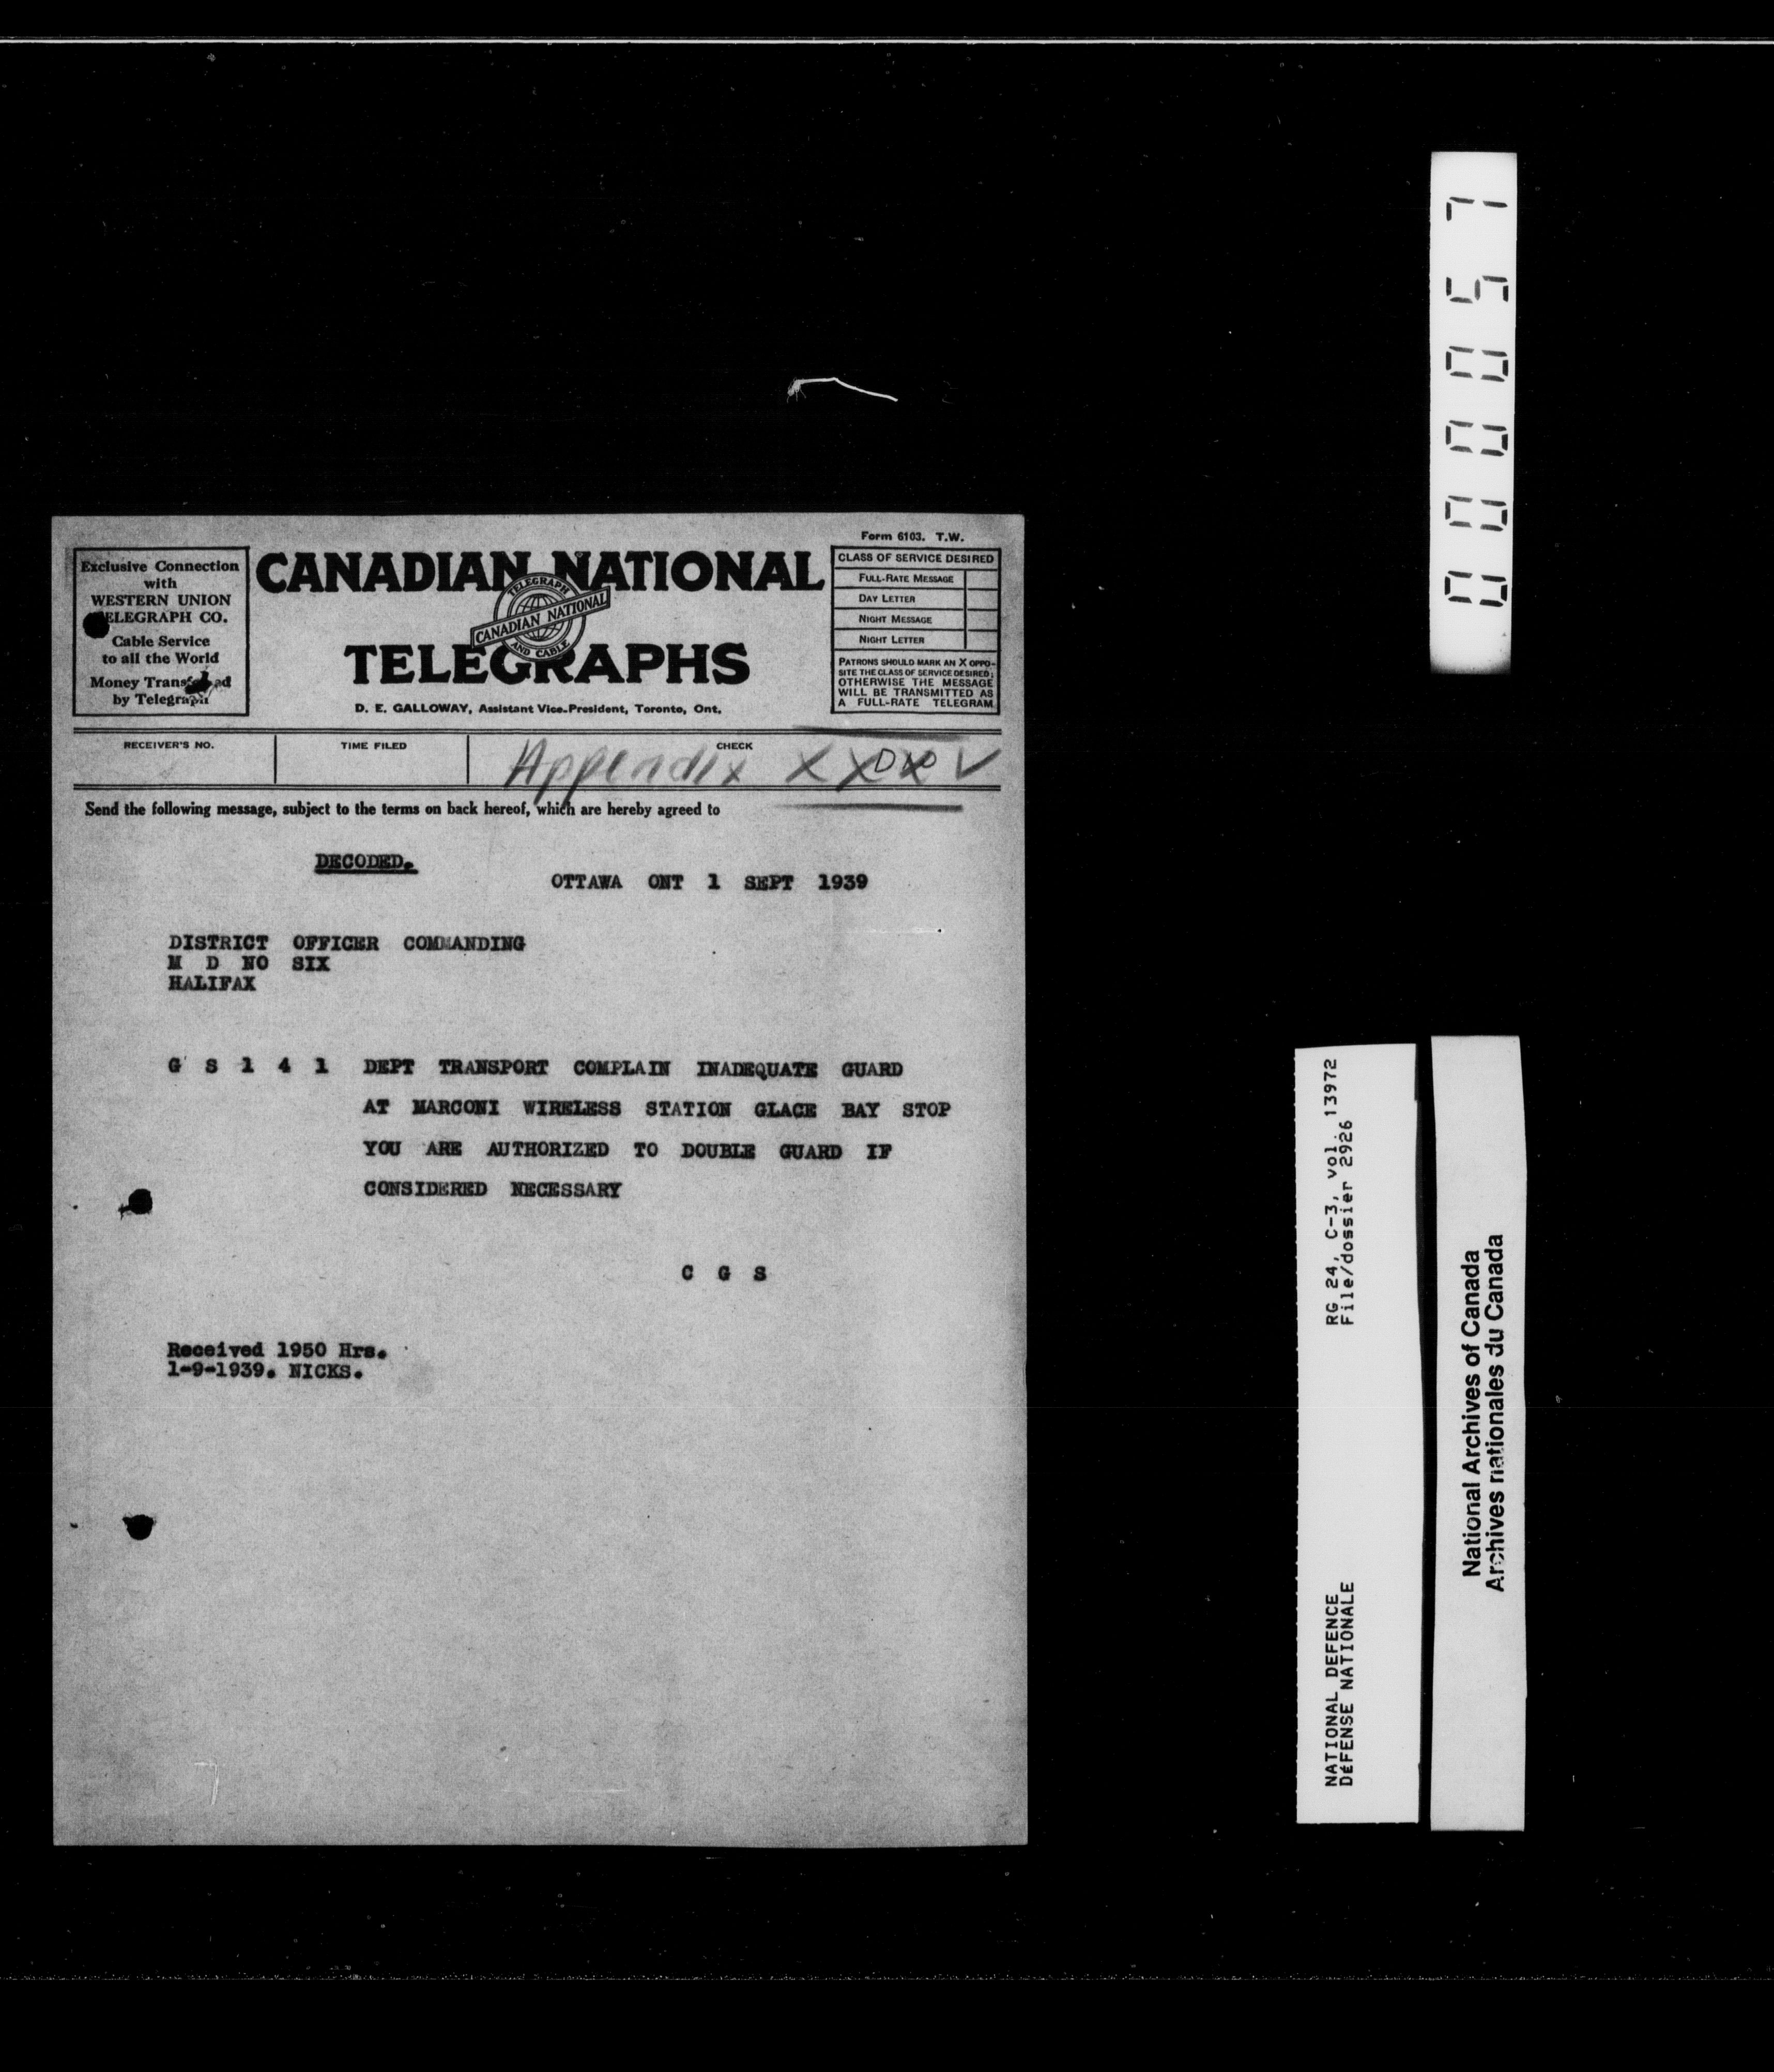 Form 6103. T.W.
Exclusive Connection
with
WESTERN UNION
TELEGRAPH CO.
Cable Service
to all the World
Money Transferred
by Telegraph
CANADIAN NATIONAL
TELEGRAPH
CANADIAN NATIONAL
AND CABLE
TELEGRAPHS
D. E. GALLOWAY, Assistant Vice-President, Toronto, Ont.
CLASS OF SERVICE DESIRED
FULL-RATE MESSAGE
DAY LETTER
NIGHT MESSAGE
NIGHT LETTER
PATRONS SHOULD MARK AN X OPPO-
SITE THE CLASS OF SERVICE DESIRED;
OTHERWISE THE MESSAGE
WILL BE TRANSMITTED AS
A FULL-RATE TELEGRAM
RECEIVER'S NO.
TIME FILED
CHECK
Appendix XXXV
Send the following message, subject to the terms on back hereof, which are hereby agreed to
DECODED.
OTTAWA ONT 1 SEPT 1939
DISTRICT OFFICER COMMANDING
M D NO SIX
HALIFAX
G S 1 4 1 DEPT TRANSPORT COMPLAIN INADEQUATE GUARD
AT MARCONI WIRELESS STATION GLACE BAY STOP
YOU ARE AUTHORIZED TO DOUBLE GUARD IF
CONSIDERED NECESSARY
C G S
Received 1950 Hrs.
1-9-1939. NICKS.
000057
NATIONAL DEFENCE
DÉFENSE NATIONALE
RG 24, C-3, vol. 13972
File/dossier 2926
National Archives of Canada
Archives nationales du Canada